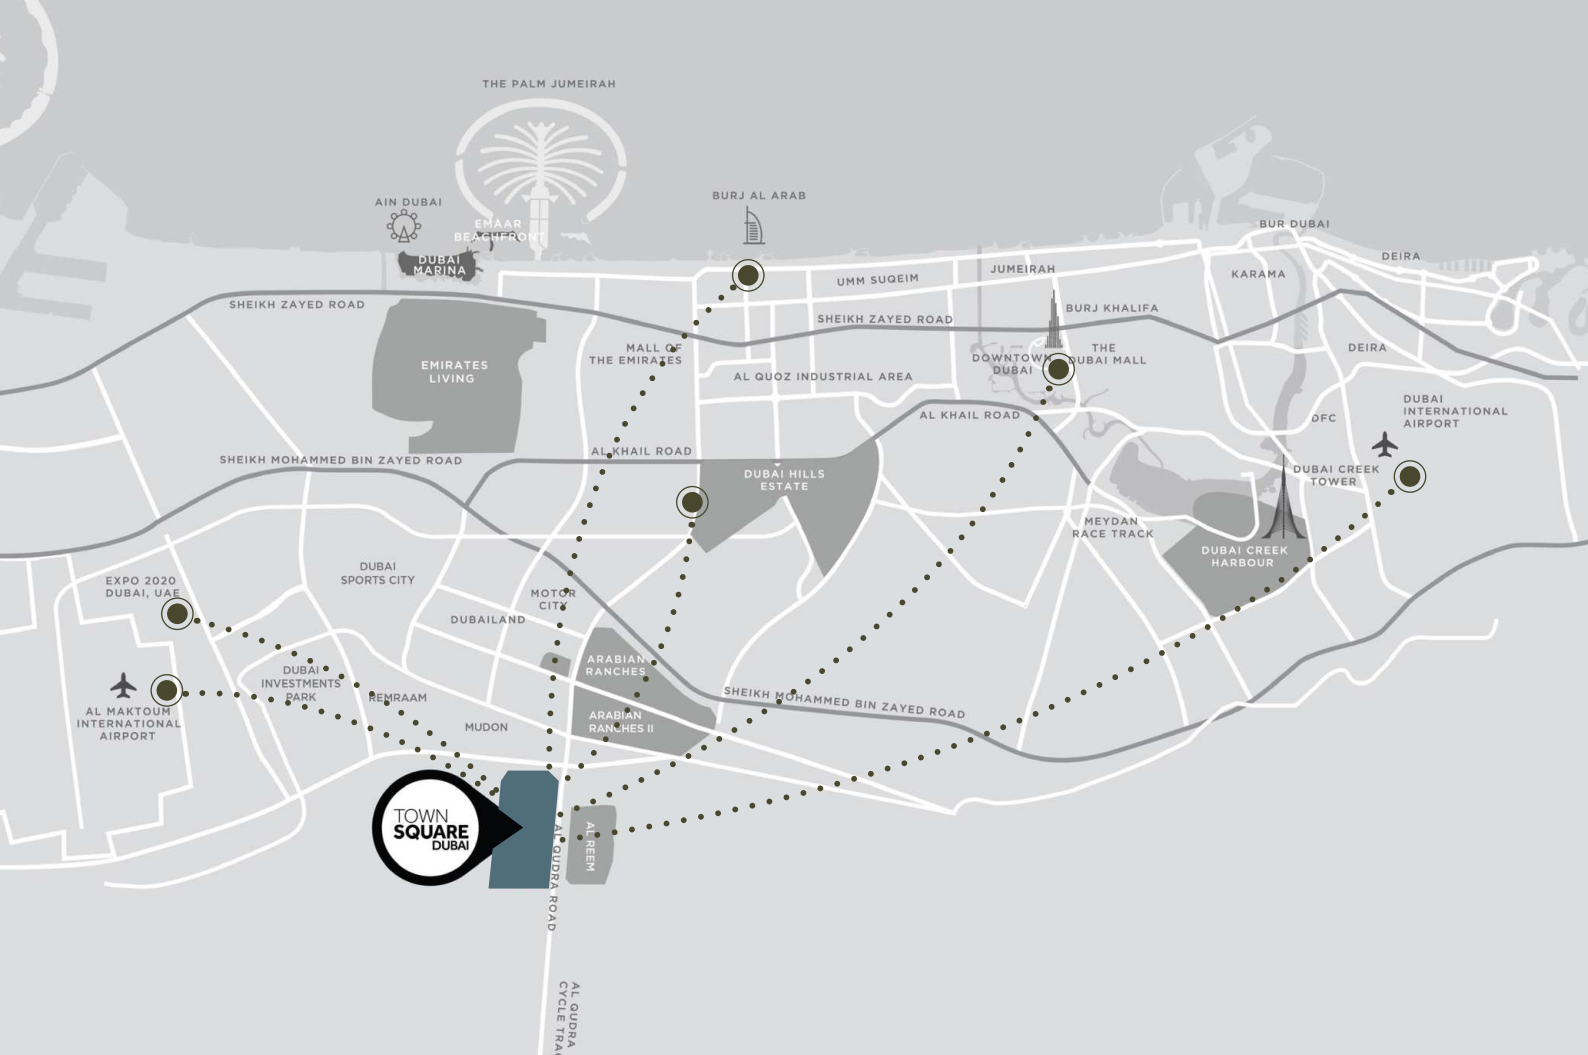 THE PALM JUMEIRAH
AIN DUBAI
BURJ AL ARAB
EMAAR
BEACHFRONT
BUR DUBAI
DUBAI
MARINA
DEIRA
JUMEIRAH
KARAMA
UMM SUQEIM
SHEIKH ZAYED ROAD
BURJ KHALIFA
SHEIKH ZAYED ROAD
MALL OF
THE EMIRATES
DOWNTOWN
DUBAI
THE
DUBAI MALL
DEIRA
EMIRATES
LIVING
AL QUOZ INDUSTRIAL AREA
DUBAI
INTERNATIONAL
AIRPORT
AL KHAIL ROAD
DFC
AL KHAIL ROAD
SHEIKH MOHAMMED BIN ZAYED ROAD
DUBAI HILLS
ESTATE
DUBAI CREEK
TOWER
MEYDAN
RACE TRACK
DUBAI CREEK
HARBOUR
DUBAI
SPORTS CITY
EXPO 2020
DUBAI, UAE
MOTOR
CITY
DUBAILAND
ARABIAN
RANCHES
DUBAI
INVESTMENTS
PARK
REMRAAM
SHEIKH MOHAMMED BIN ZAYED ROAD
AL MAKTOUM
INTERNATIONAL
AIRPORT
ARABIAN
RANCHES II
MUDON
TOWN
SQUARE
DUBAI
AL REEM
AL QUDRA ROAD
AL QUDRA